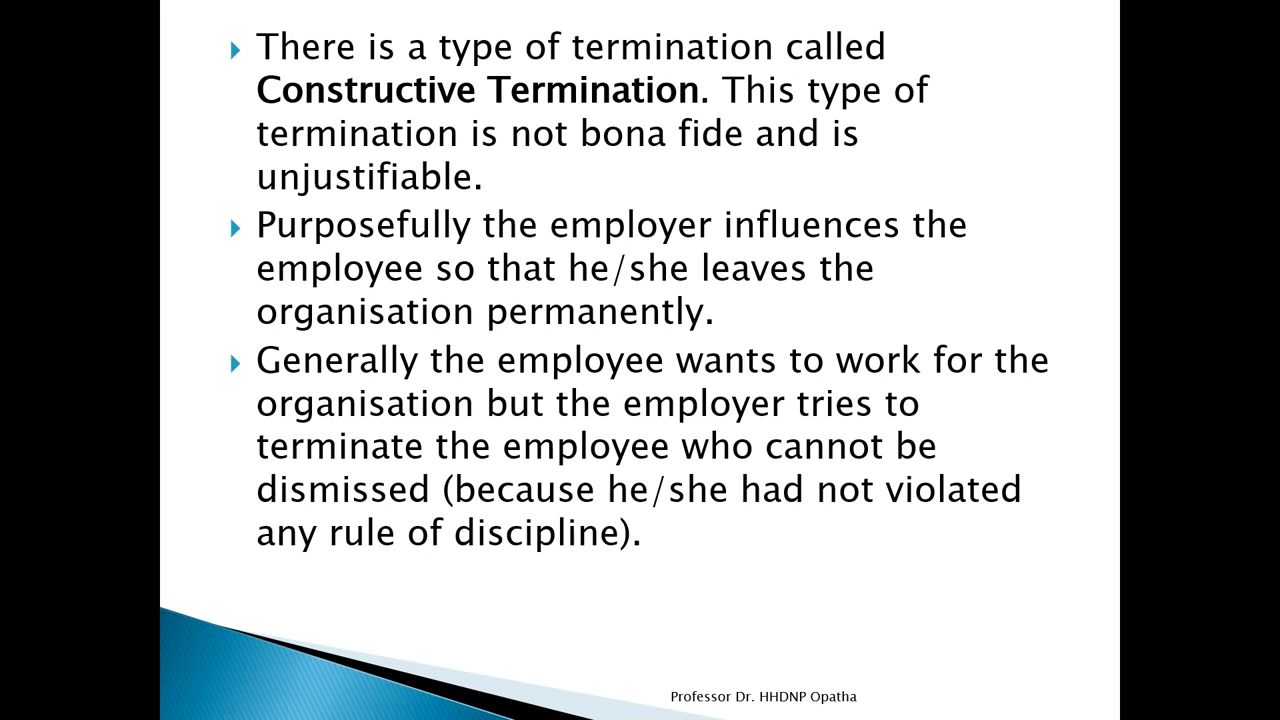 There is a type of termination called
Constructive Termination. This type of
termination is not bona fide and is
unjustifiable.
Purposefully the employer influences the
employee so that he/she leaves the
organisation permanently.
Generally the employee wants to work for the
organisation but the employer tries to
terminate the employee who cannot be
dismissed (because he/she had not violated
any rule of discipline).
Professor Dr. HHDNP Opatha